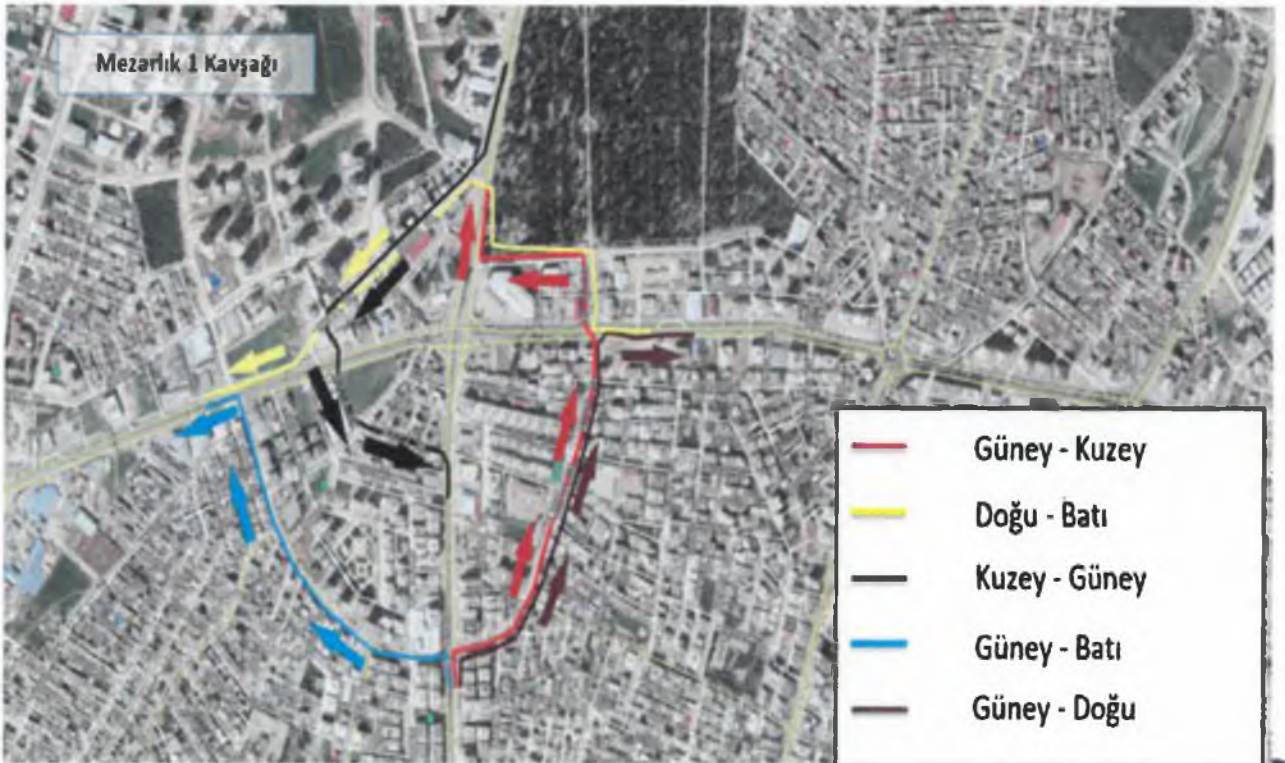 Mezarlık 1 Kavşağı
Güney - Kuzey
Doğu - Batı
Kuzey - Güney
Güney - Batı
Güney - Doğu